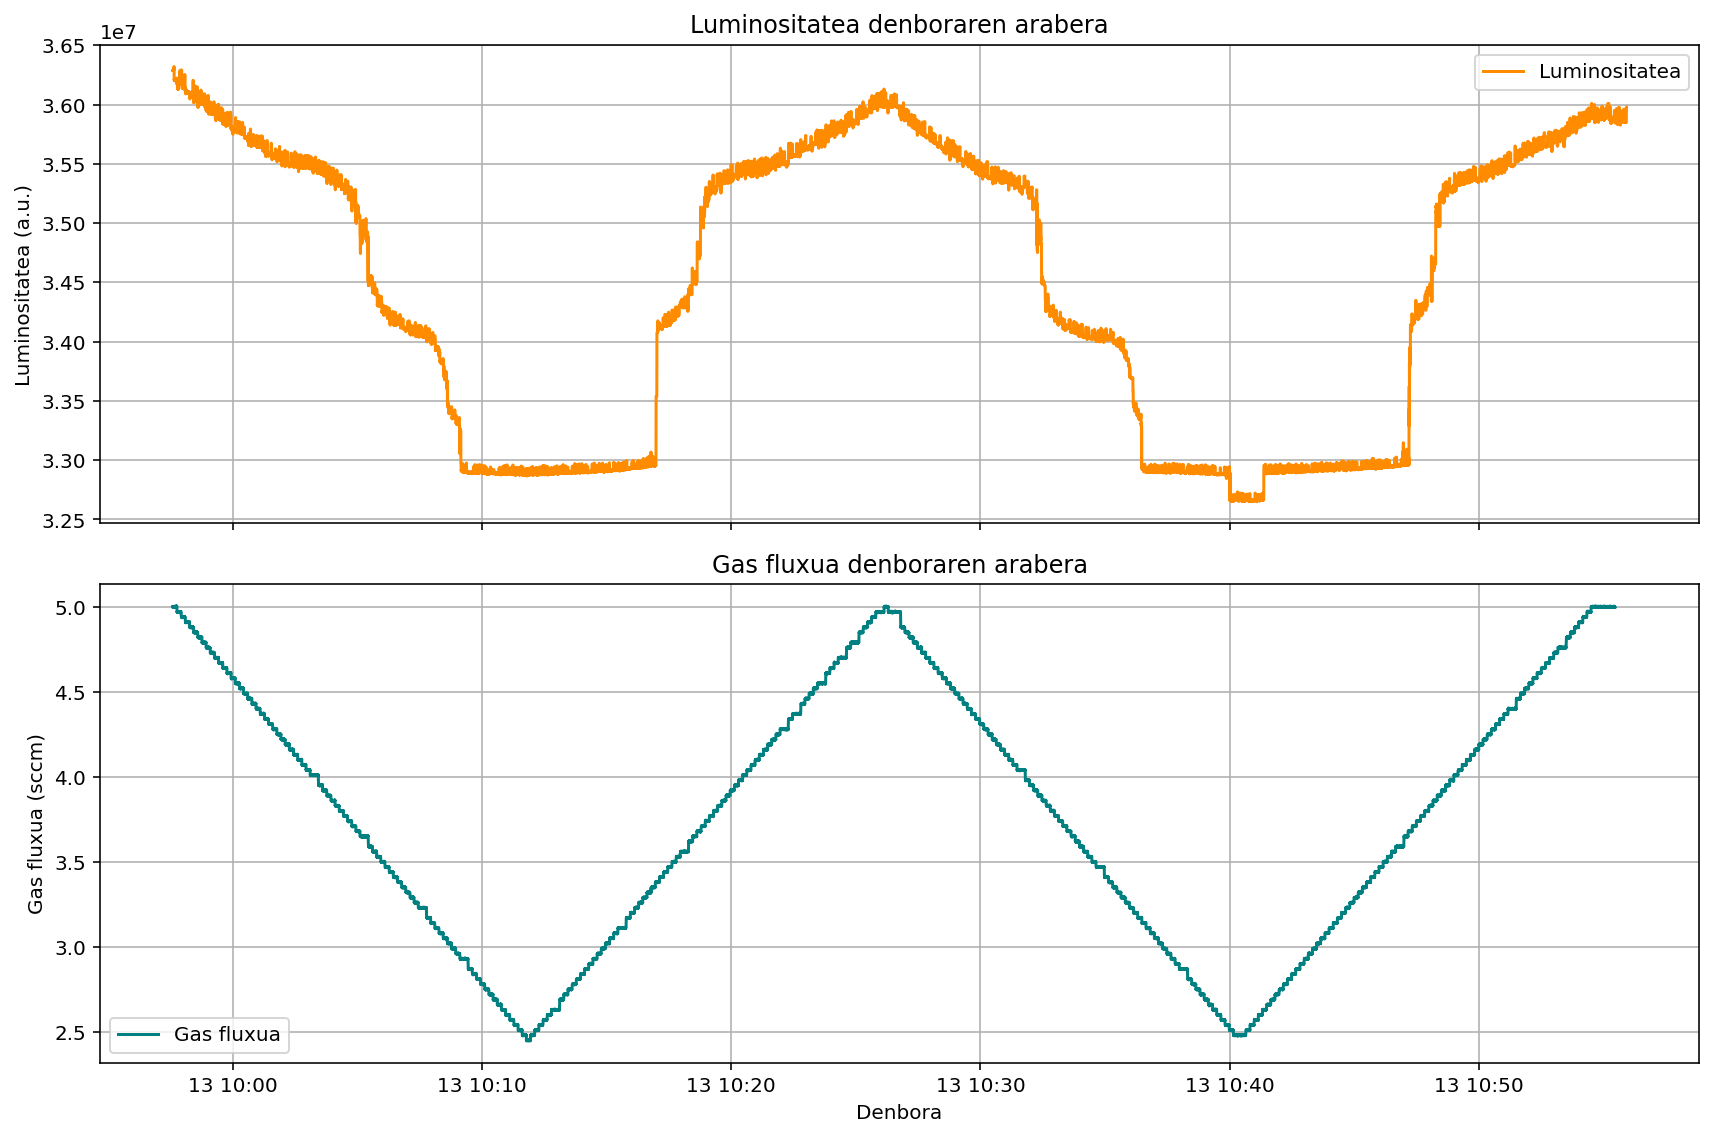 Luminositatea denboraren arabera
1e7
3.65
3.60
3.55
3.50
3.45
3.40
3.35
3.30
3.25
Luminositatea (a.u.)
Luminositatea
Gas fluxua denboraren arabera
5.0
4.5
4.0
3.5
3.0
2.5
Gas fluxua (sccm)
Gas fluxua
13 10:00 13 10:10 13 10:20 13 10:30 13 10:40 13 10:50
Denbora